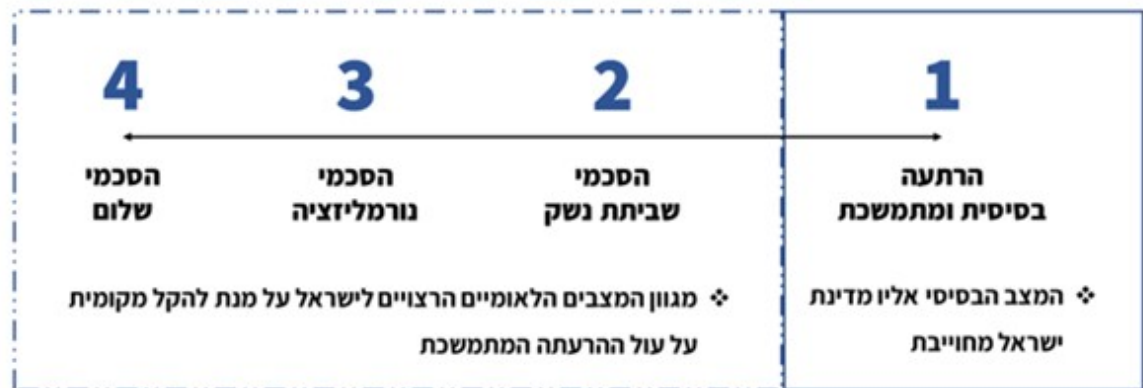 1
הרתעה
בסיסית ומתמשכת
❖ המצב הבסיסי אליו מדינת
ישראל מחוייבת
2
הסכמי
שביתת נשק
3
הסכמי
נורמליזציה
4
הסכמי
שלום
❖ מגוון המצבים הלאומיים הרצויים לישראל על מנת להקל מקומית
על עול ההרעתה המתמשכת